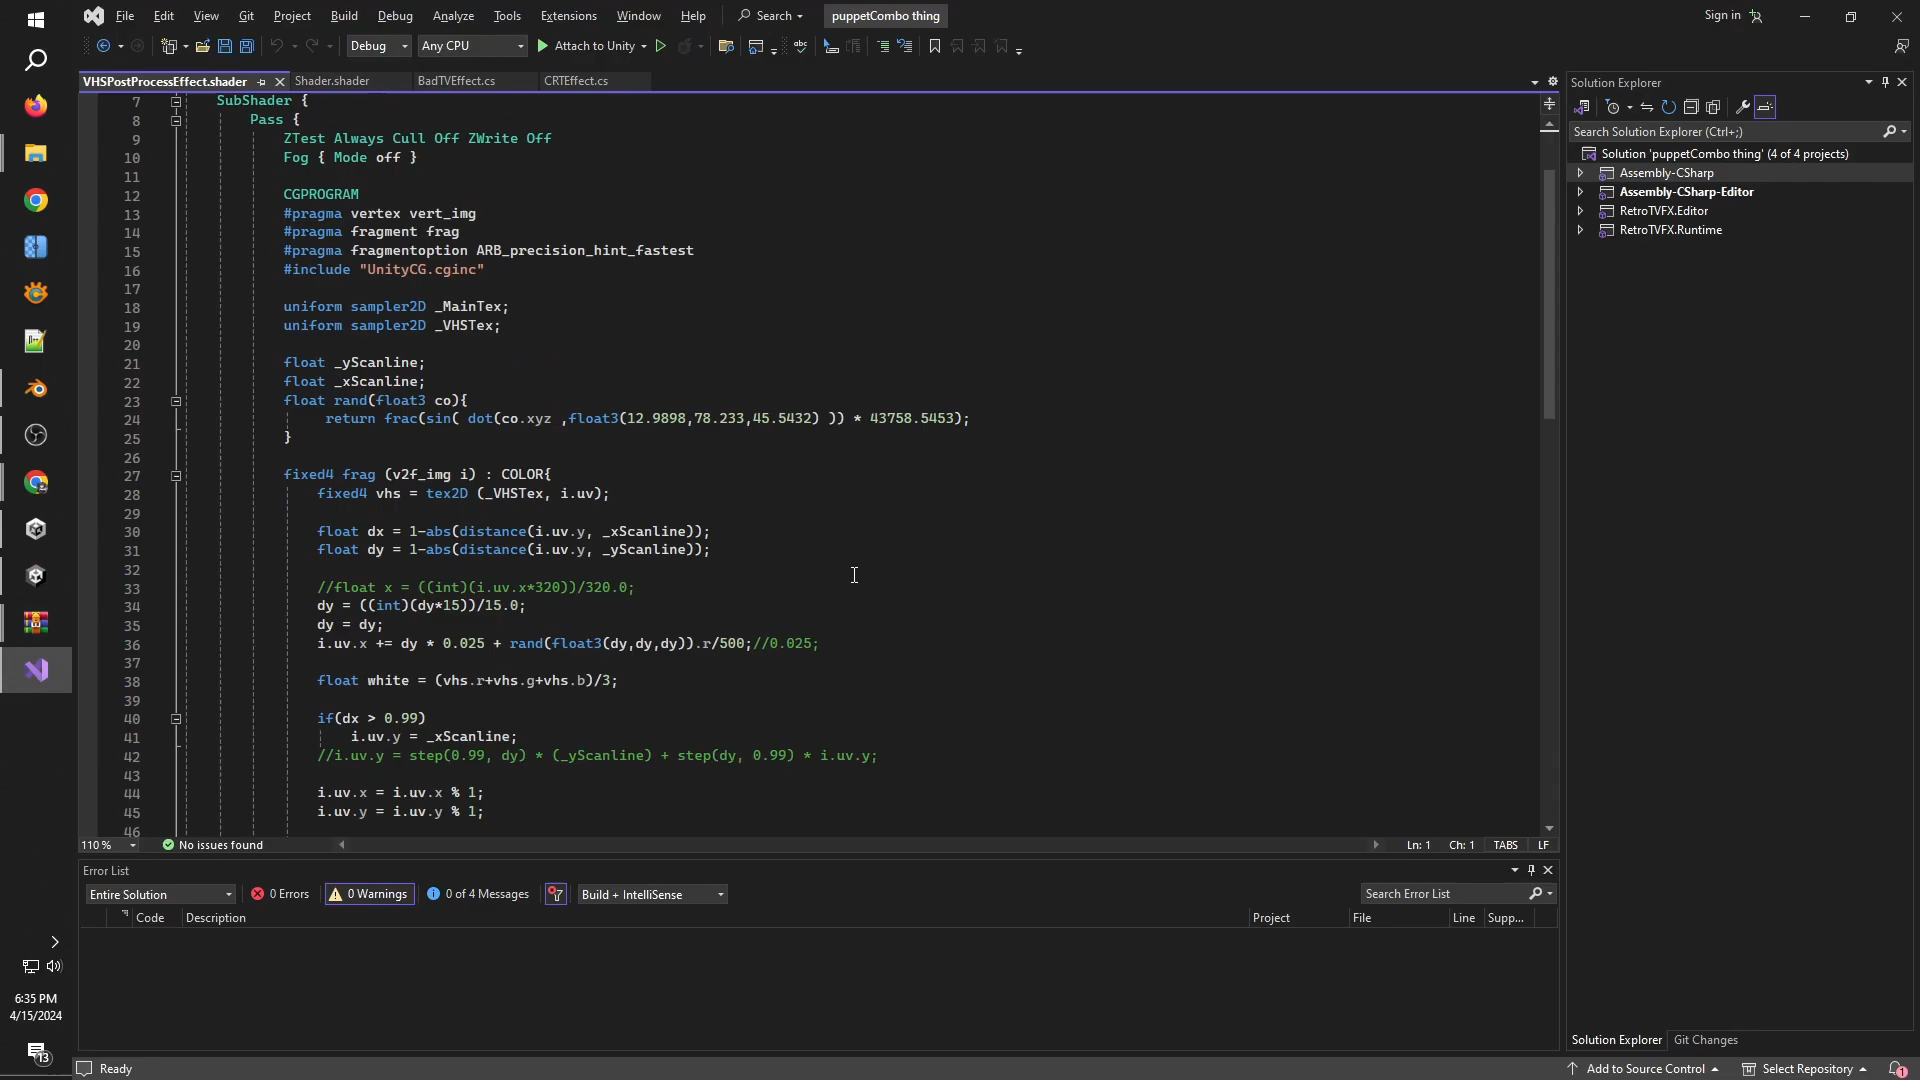 File Edit View Git Project Build Debug Analyze Tools Extensions Window Help Search puppetCombo thing Sign in
Debug Any CPU Attach to Unity
VHSPostProcessEffect.shader Shader.shader BadTVEffect.cs CRTEffect.cs
7 SubShader {
8 Pass {
9 ZTest Always Cull Off ZWrite Off
10 Fog { Mode off }
11
12 CGPROGRAM
13 #pragma vertex vert_img
14 #pragma fragment frag
15 #pragma fragmentoption ARB_precision_hint_fastest
16 #include "UnityCG.cginc"
17
18 uniform sampler2D _MainTex;
19 uniform sampler2D _VHSTex;
20
21 float _yScanline;
22 float _xScanline;
23 float rand(float3 co){
24 return frac(sin( dot(co.xyz ,float3(12.9898,78.233,45.5432) )) * 43758.5453);
25 }
26
27 fixed4 frag (v2f_img i) : COLOR{
28 fixed4 vhs = tex2D (_VHSTex, i.uv);
29
30 float dx = 1-abs(distance(i.uv.y, _xScanline));
31 float dy = 1-abs(distance(i.uv.y, _yScanline));
32
33 //float x = ((int)(i.uv.x*320))/320.0;
34 dy = ((int)(dy*15))/15.0;
35 dy = dy;
36 i.uv.x += dy * 0.025 + rand(float3(dy,dy,dy)).r/500;//0.025;
37
38 float white = (vhs.r+vhs.g+vhs.b)/3;
39
40 if(dx > 0.99)
41 i.uv.y = _xScanline;
42 //i.uv.y = step(0.99, dy) * (_yScanline) + step(dy, 0.99) * i.uv.y;
43
44 i.uv.x = i.uv.x % 1;
45 i.uv.y = i.uv.y % 1;
46
110 % No issues found Ln: 1 Ch: 1 TABS LF
Error List
Entire Solution 0 Errors 0 Warnings 0 of 4 Messages Build + IntelliSense Search Error List
Code Description Project File Line Supp...
Solution Explorer
Search Solution Explorer (Ctrl+;)
Solution 'puppetCombo thing' (4 of 4 projects)
Assembly-CSharp
Assembly-CSharp-Editor
RetroTVFX.Editor
RetroTVFX.Runtime
Solution Explorer Git Changes
6:35 PM
4/15/2024
13
Ready Add to Source Control Select Repository 1